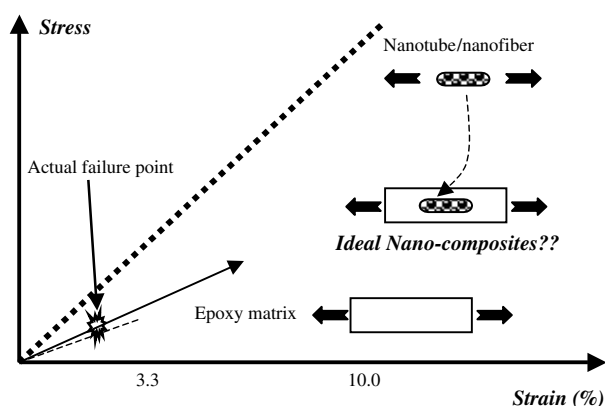 Stress
Nanotube/nanofiber
Actual failure point
Ideal Nano-composites??
Epoxy matrix
3.3
10.0
Strain (%)